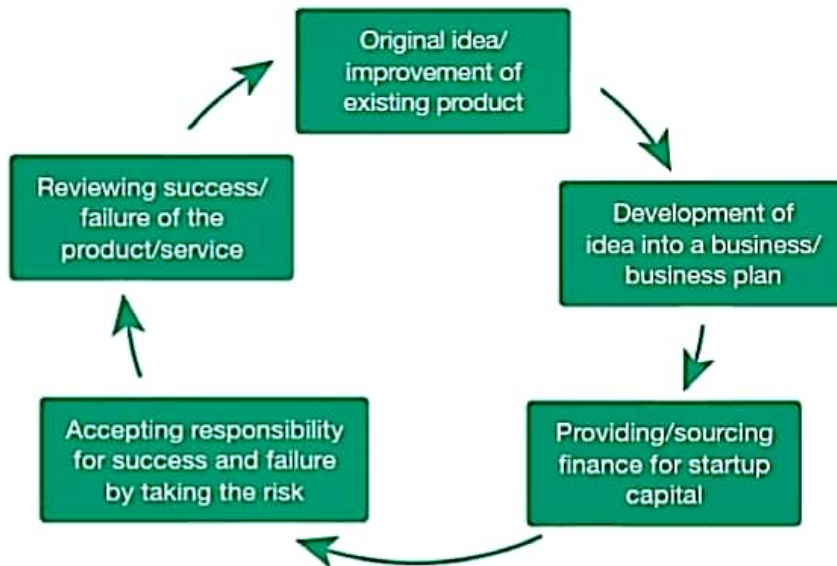 Original idea/
improvement of
existing product
Development of
idea into a business/
business plan
Providing/sourcing
finance for startup
capital
Accepting responsibility
for success and failure
by taking the risk
Reviewing success/
failure of the
product/service